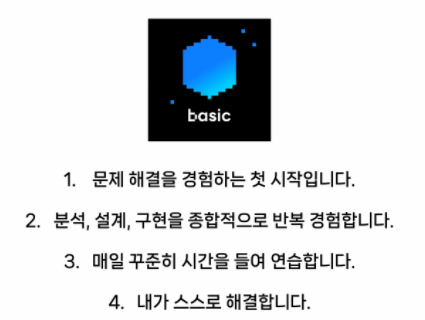 basic
1. 문제 해결을 경험하는 첫 시작입니다.
2. 분석, 설계, 구현을 종합적으로 반복 경험합니다.
3. 매일 꾸준히 시간을 들여 연습합니다.
4. 내가 스스로 해결합니다.